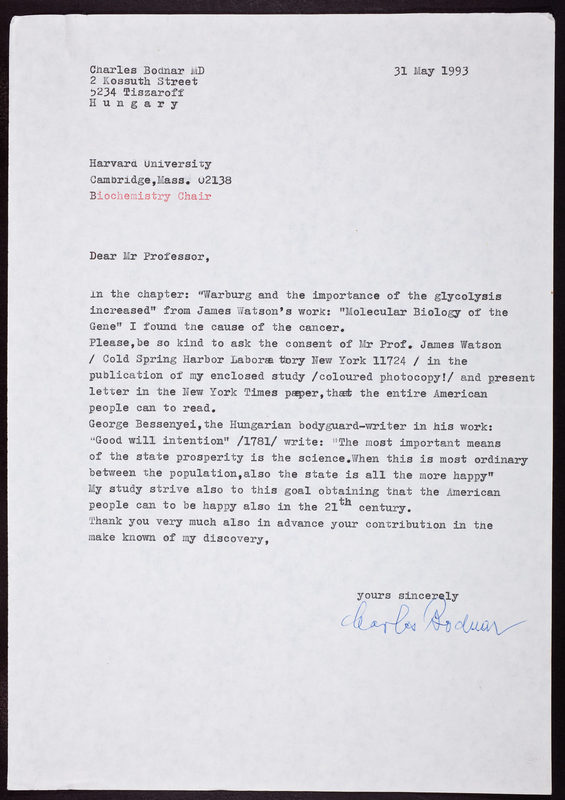 Charles Bodnar MD
31 May 1993
2 Kossuth Street
5234 Tiszaroff
H u n g a r y
Harvard University
Cambridge,Mass. 02138
Biochemistry Chair
Dear Mr Professor,
In the chapter: "Warburg and the importance of the glycolysis
increased" from James Watson's work: "Molecular Biology of the
Gene" I found the cause of the cancer.
Please,be so kind to ask the consent of Mr Prof. James Watson
/ Cold Spring Harbor Labora tory New York 11724 / in the
publication of my enclosed study /coloured photocopy!/ and present
letter in the New York Times paper,that the entire American
people can to read.
George Bessenyei,the Hungarian bodyguard-writer in his work:
"Good will intention" /1781/ write: "The most important means
of the state prosperity is the science.When this is most ordinary
between the population,also the state is all the more happy"
My study strive also to this goal obtaining that the American
people can to be happy also in the 21th century.
Thank you very much also in advance your contribution in the
make known of my discovery,
yours sincerely
Charles Bodnar